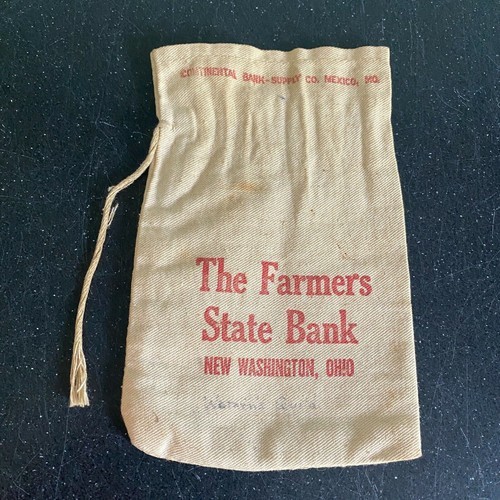 CONTINENTAL BANK-SUPPLY CO. MEXICO, MO.
The Farmers
State Bank
NEW WASHINGTON, OHIO